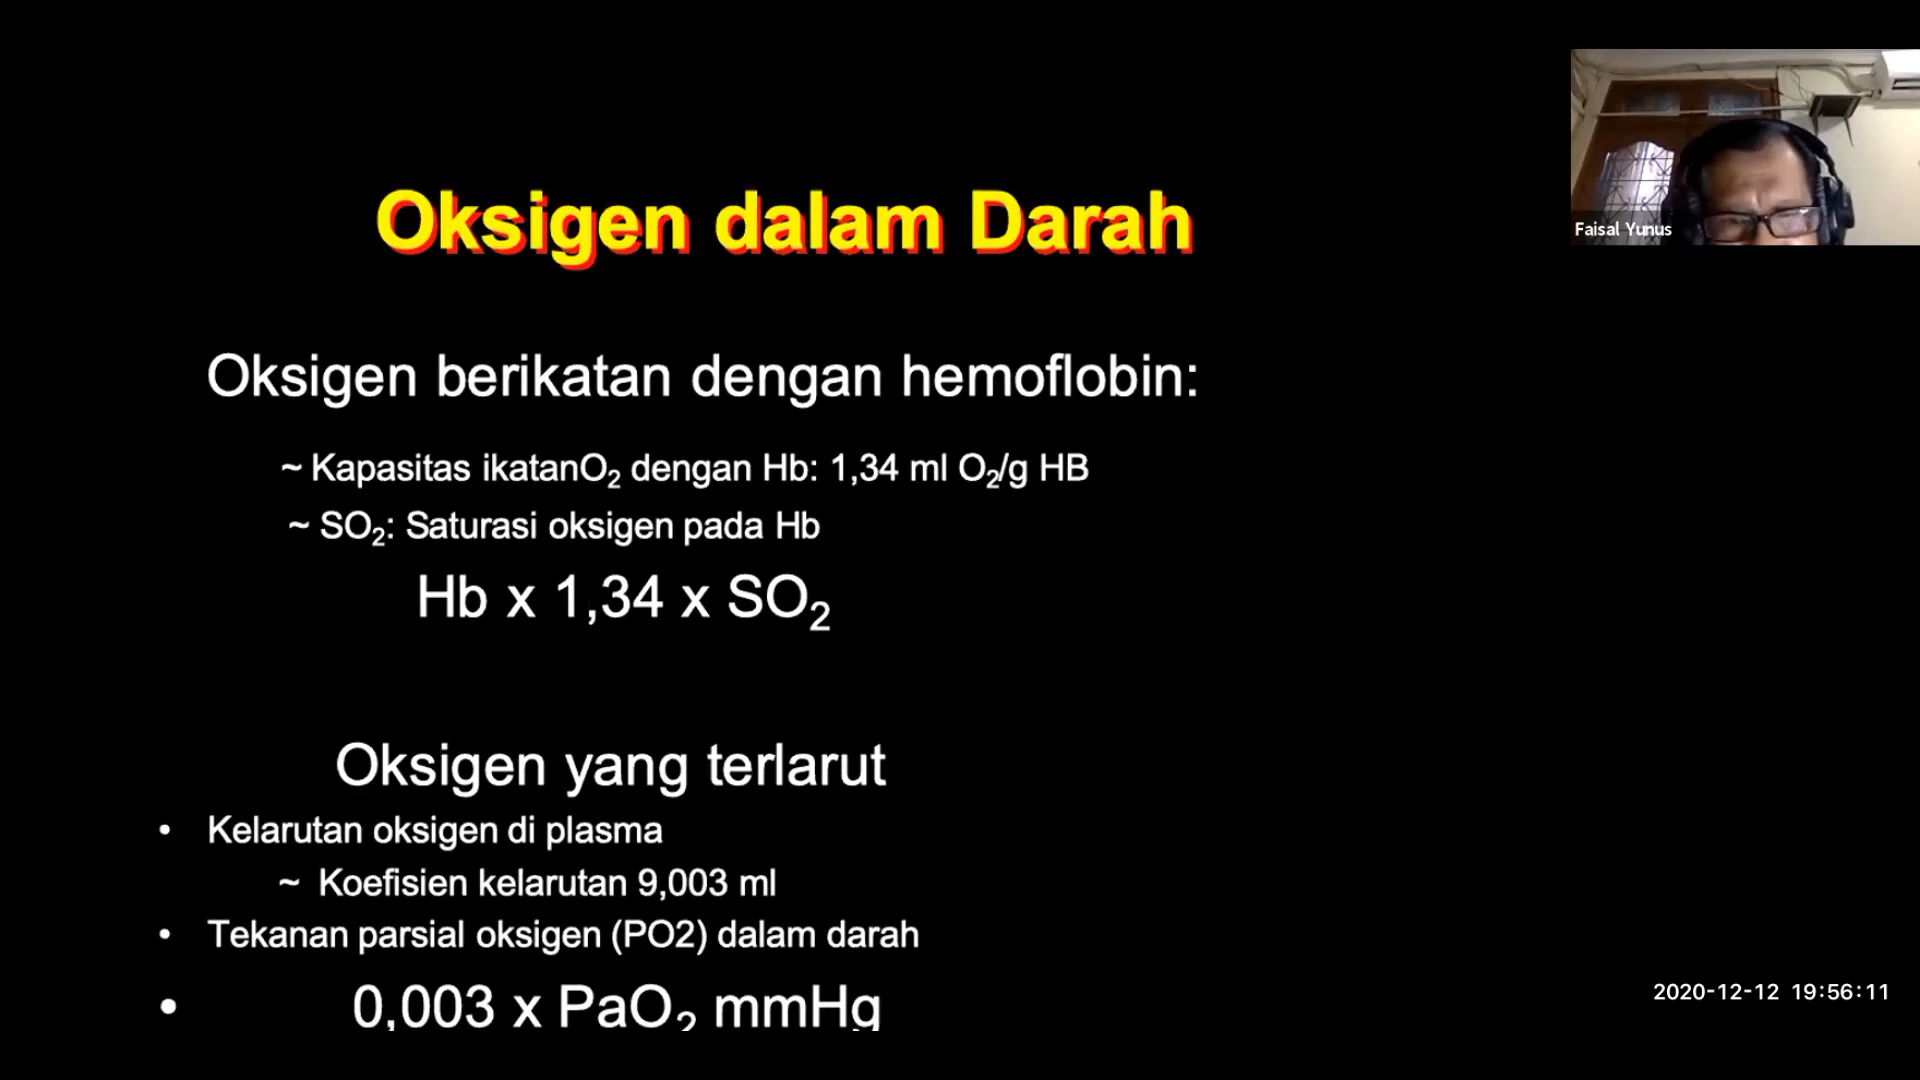 Oksigen dalam Darah
Faisal Yunus
Oksigen berikatan dengan hemoflobin:
~ Kapasitas ikatanO₂ dengan Hb: 1,34 ml O₂/g HB
~ SO₂: Saturasi oksigen pada Hb
Hb x 1,34 x SO₂
Oksigen yang terlarut
• Kelarutan oksigen di plasma
~ Koefisien kelarutan 9,003 ml
• Tekanan parsial oksigen (PO2) dalam darah
• 0,003 x PaO₂ mmHg
2020-12-12 19:56:11